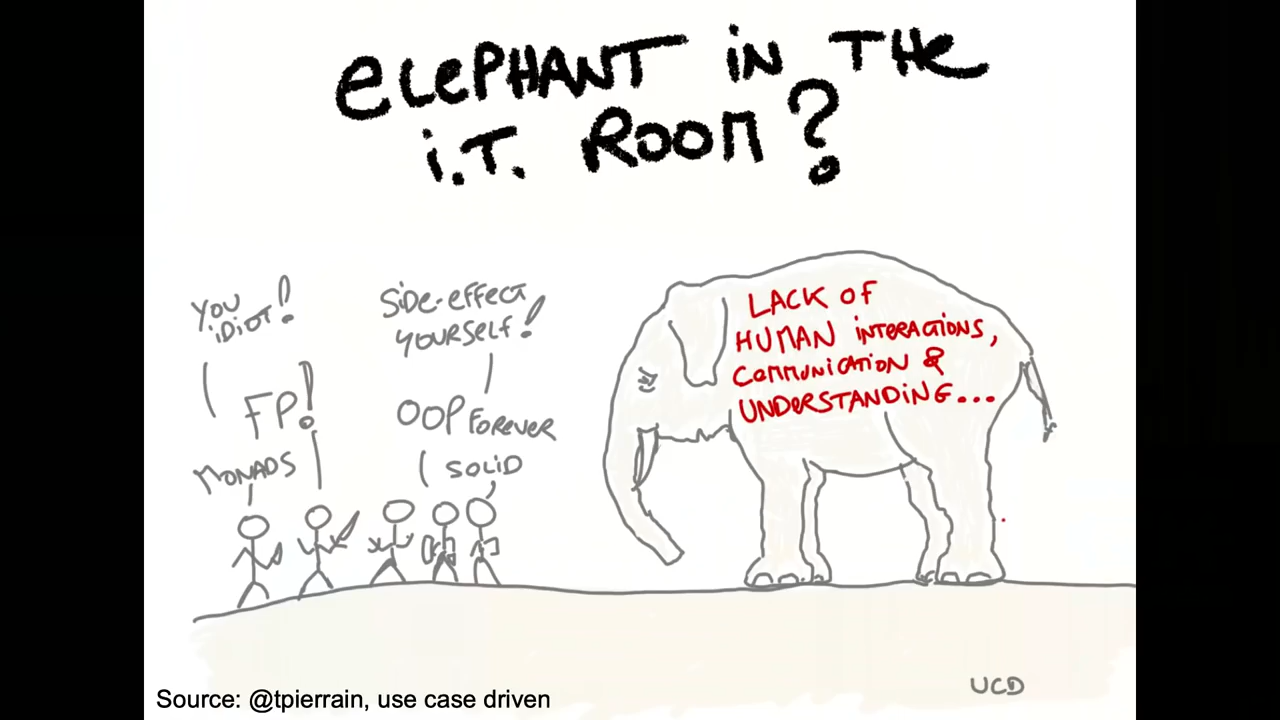 ELEPHANT IN THE
I.T. ROOM?
YOU
IDIOT!
SIDE-EFFECT
YOURSELF!
FP!
OOP FOREVER
MONADS
SOLID
LACK OF
HUMAN INTERACTIONS,
COMMUNICATION &
UNDERSTANDING...
UCD
Source: @tpierrain, use case driven